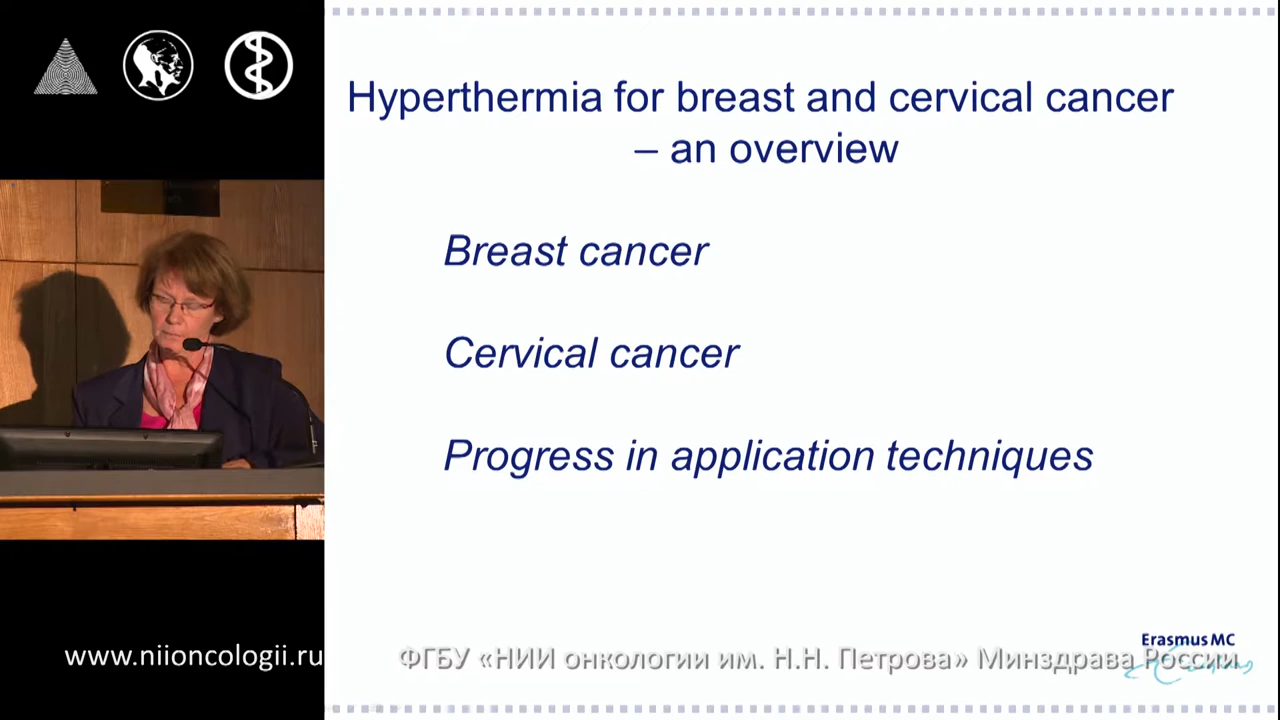 Hyperthermia for breast and cervical cancer
– an overview
Breast cancer
Cervical cancer
Progress in application techniques
Erasmus MC
www.niioncologii.ru
ФГБУ «НИИ онкологии им. Н.Н. Петрова» Минздрава России